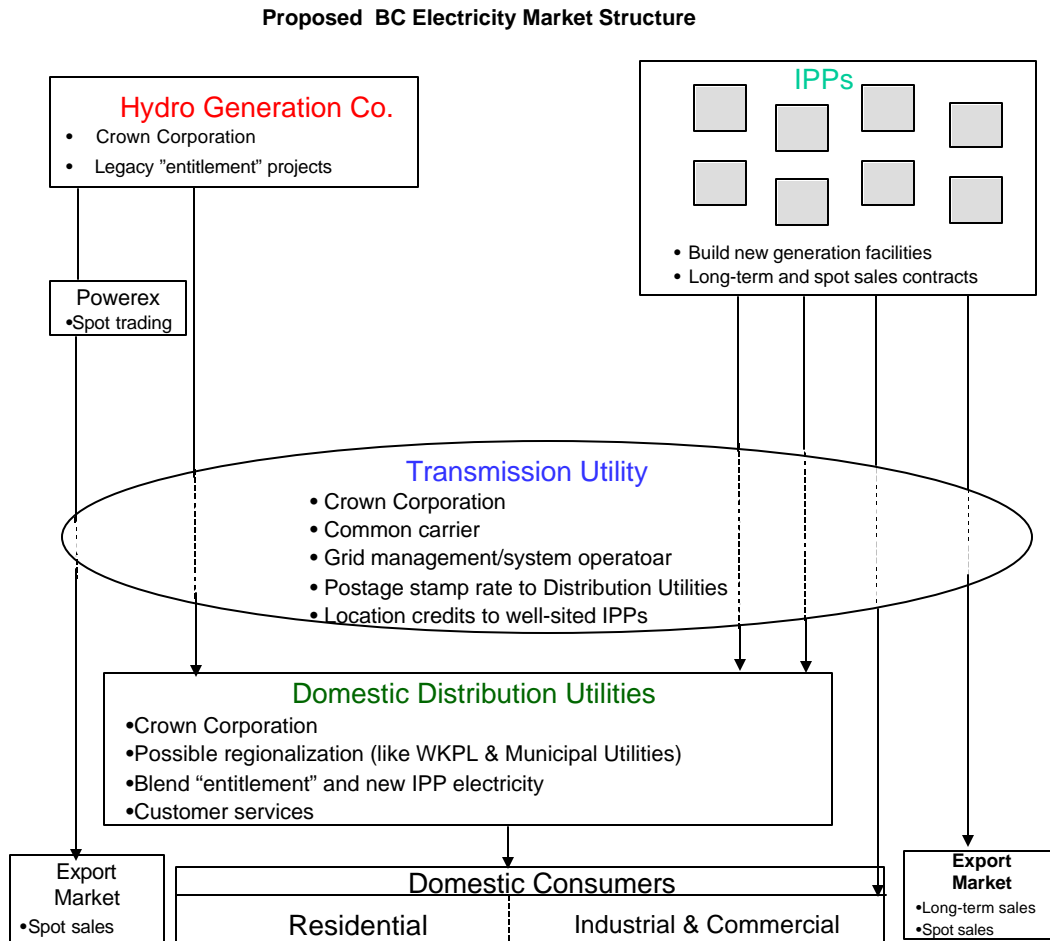 Proposed BC Electricity Market Structure
Hydro Generation Co.
• Crown Corporation
• Legacy ”entitlement” projects
IPPs
• Build new generation facilities
• Long-term and spot sales contracts
Powerex
•Spot trading
Transmission Utility
• Crown Corporation
• Common carrier
• Grid management/system operatoar
• Postage stamp rate to Distribution Utilities
• Location credits to well-sited IPPs
Domestic Distribution Utilities
•Crown Corporation
•Possible regionalization (like WKPL & Municipal Utilities)
•Blend “entitlement” and new IPP electricity
•Customer services
Export
Market
•Spot sales
Domestic Consumers
Residential
Industrial & Commercial
Export
Market
•Long-term sales
•Spot sales